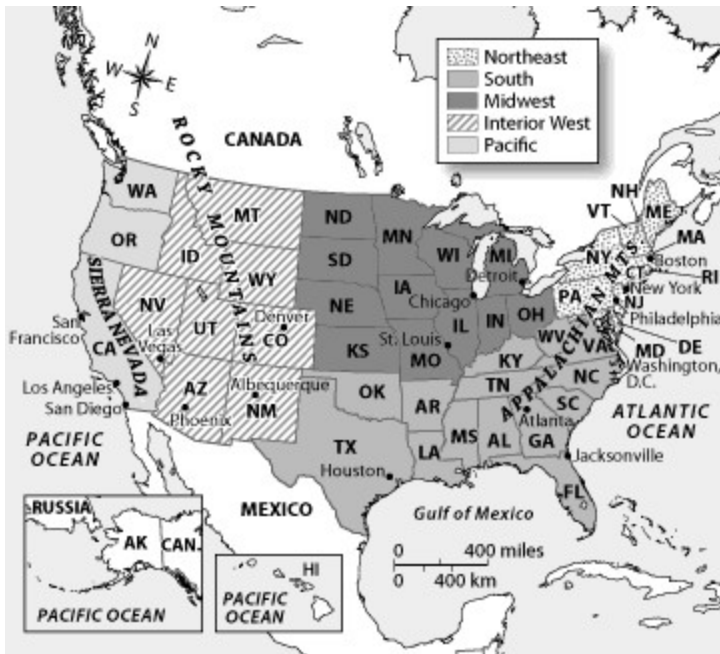 N
W
E
S
Northeast
South
Midwest
Interior West
Pacific
CANADA
ROCKY MOUNTAINS
SIERRA NEVADA
APPALACHIAN MTS.
WA
OR
CA
ID
MT
WY
NV
UT
CO
AZ
NM
ND
SD
NE
KS
MN
IA
MO
WI
IL
MI
IN
OH
OK
TX
AR
LA
MS
AL
TN
KY
GA
FL
SC
NC
VA
WV
PA
NY
VT
NH
ME
MA
RI
CT
NJ
DE
MD
San
Francisco
Los Angeles
San Diego
Las
Vegas
Phoenix
Denver
Albequerque
Houston
St. Louis
Chicago
Detroit
Atlanta
Jacksonville
Washington,
D.C.
Philadelphia
New York
Boston
PACIFIC
OCEAN
ATLANTIC
OCEAN
MEXICO
Gulf of Mexico
0 400 miles
0 400 km
RUSSIA
AK
CAN.
PACIFIC OCEAN
HI
PACIFIC
OCEAN